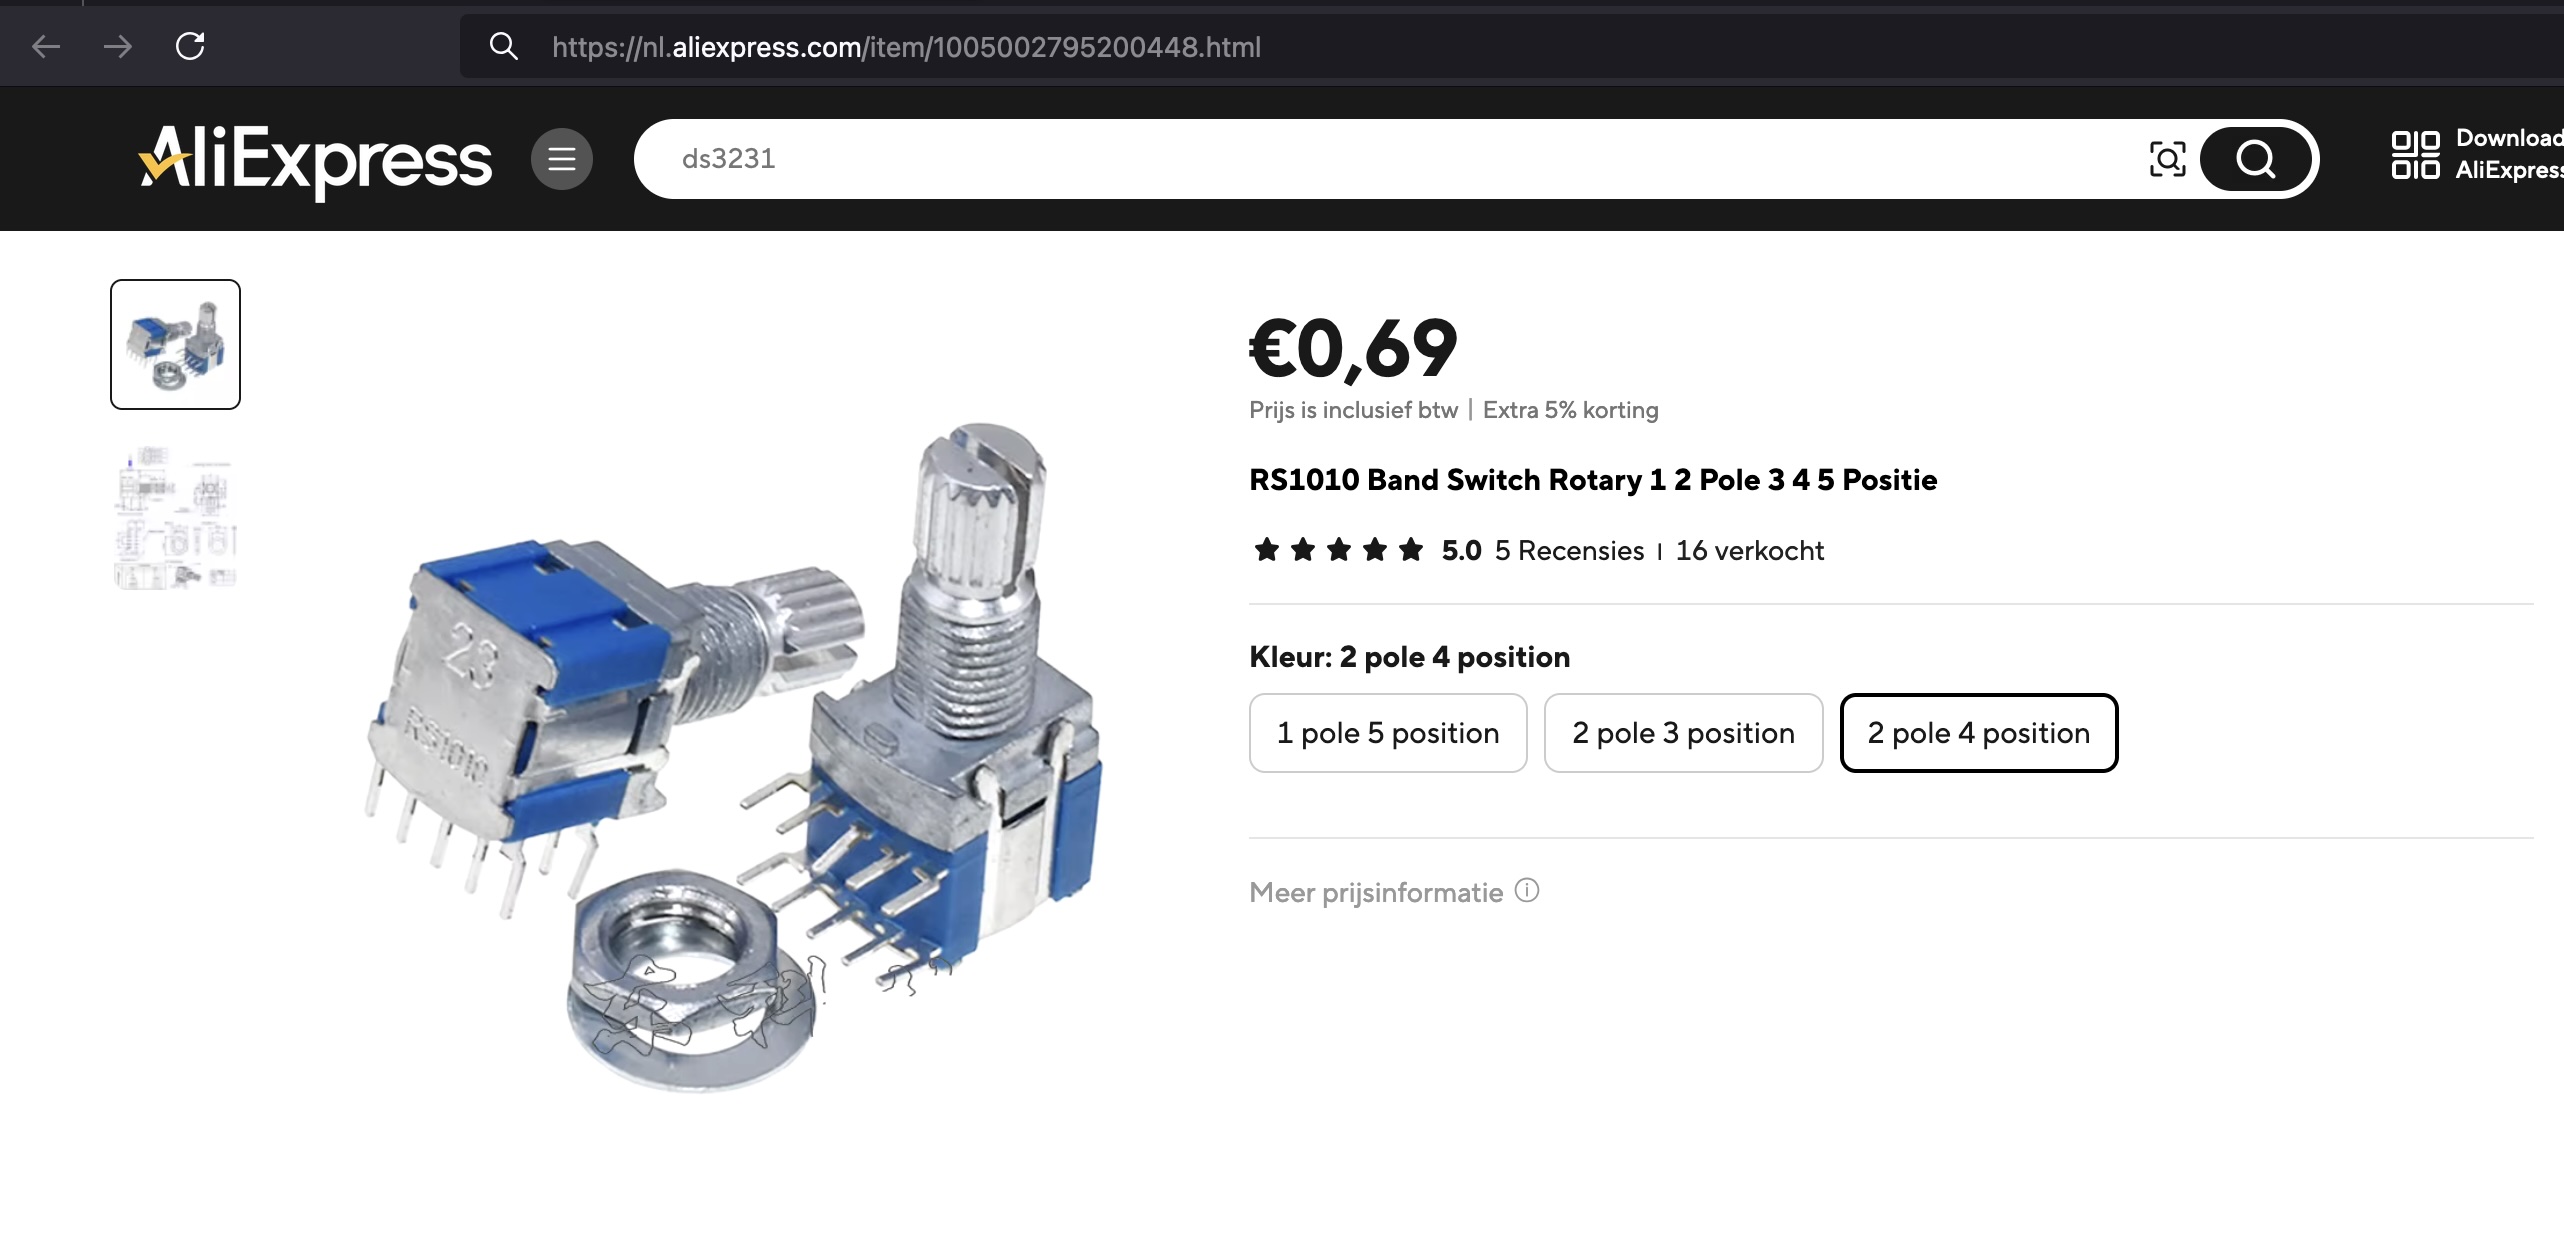 https://nl.aliexpress.com/item/1005002795200448.html
AliExpress
ds3231
Download
AliExpress
€0,69
Prijs is inclusief btw | Extra 5% korting
RS1010 Band Switch Rotary 1 2 Pole 3 4 5 Positie
5.0 5 Recensies | 16 verkocht
Kleur: 2 pole 4 position
1 pole 5 position
2 pole 3 position
2 pole 4 position
Meer prijsinformatie
23
RS1010